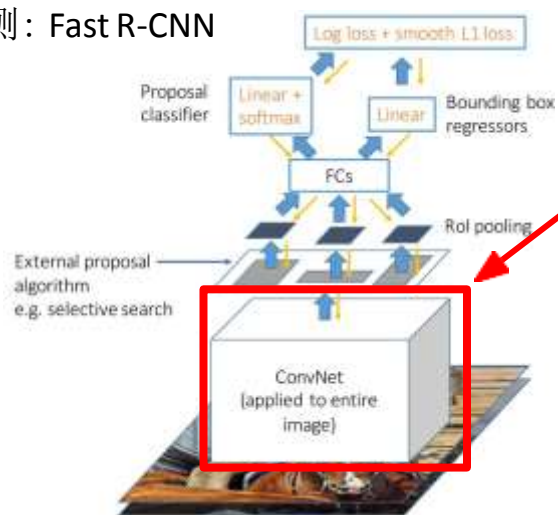 测: Fast R-CNN
Log loss + smooth L1 loss
Proposal
classifier
Linear +
softmax
Linear
Bounding box
regressors
FCs
RoI pooling
External proposal
algorithm
e.g. selective search
ConvNet
(applied to entire
image)